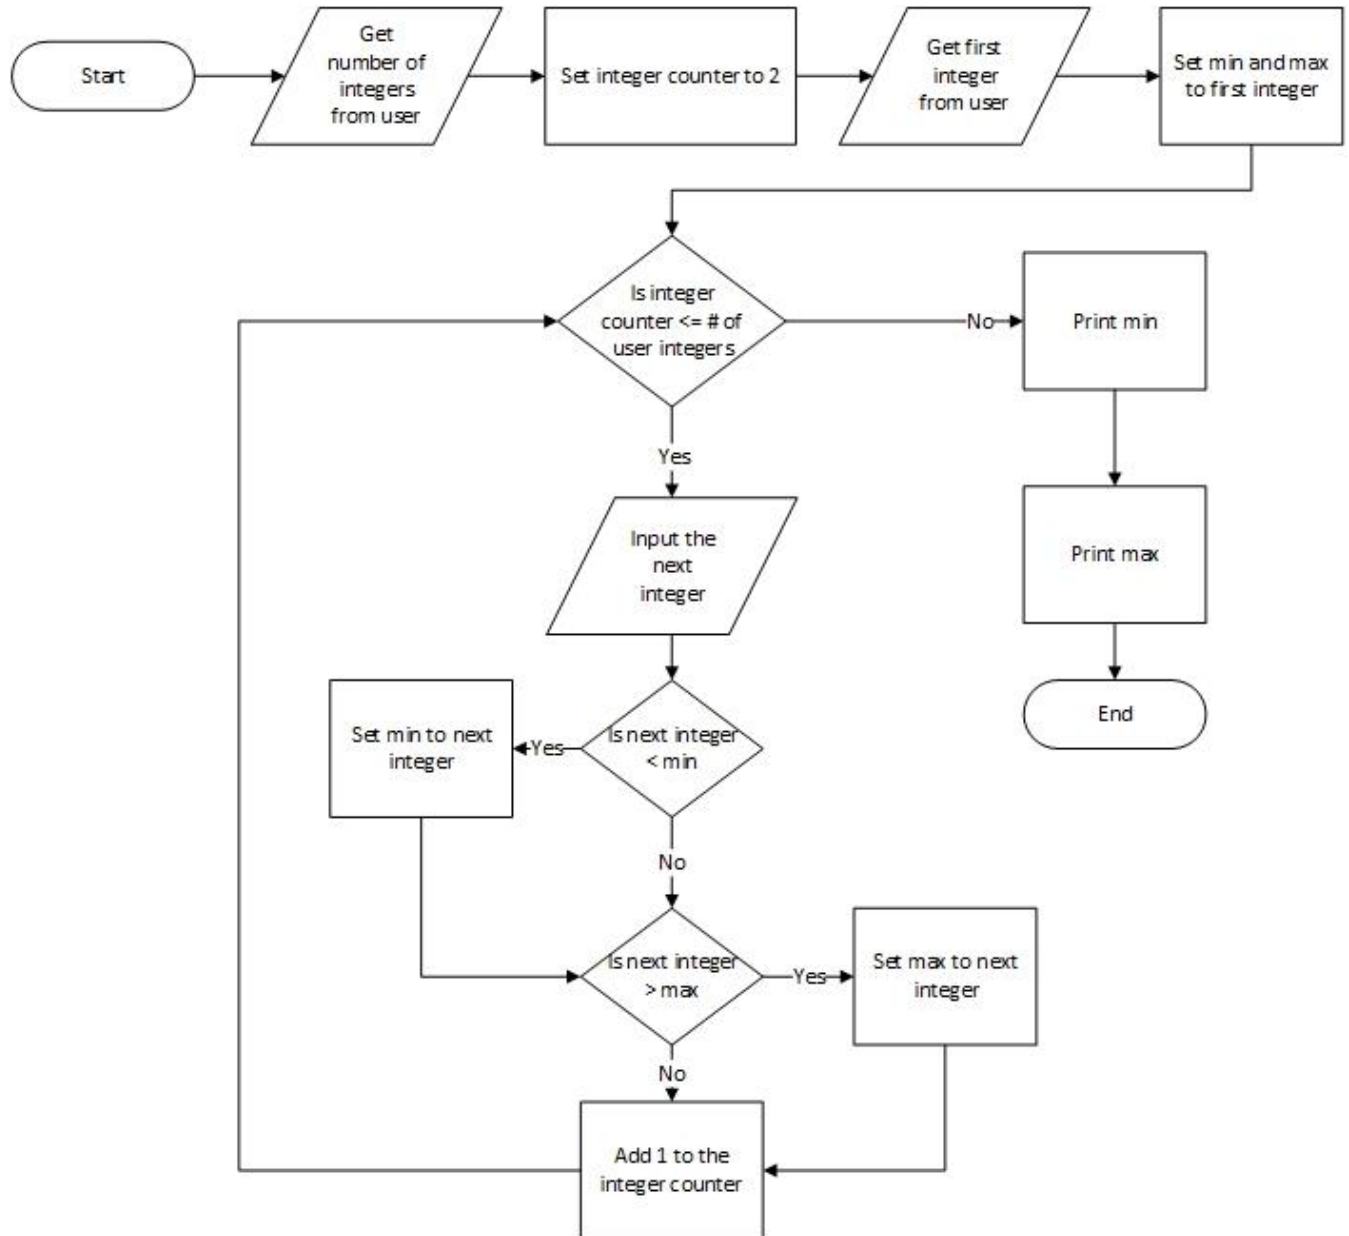 Start
Get
number of
integers
from user
Set integer counter to 2
Get first
integer
from user
Set min and max
to first integer
Is integer
counter <= # of
user integers
No
Print min
Yes
Input the
next
integer
Print max
End
Set min to next
integer
Yes
Is next integer
< min
No
Is next integer
> max
Yes
Set max to next
integer
No
Add 1 to the
integer counter